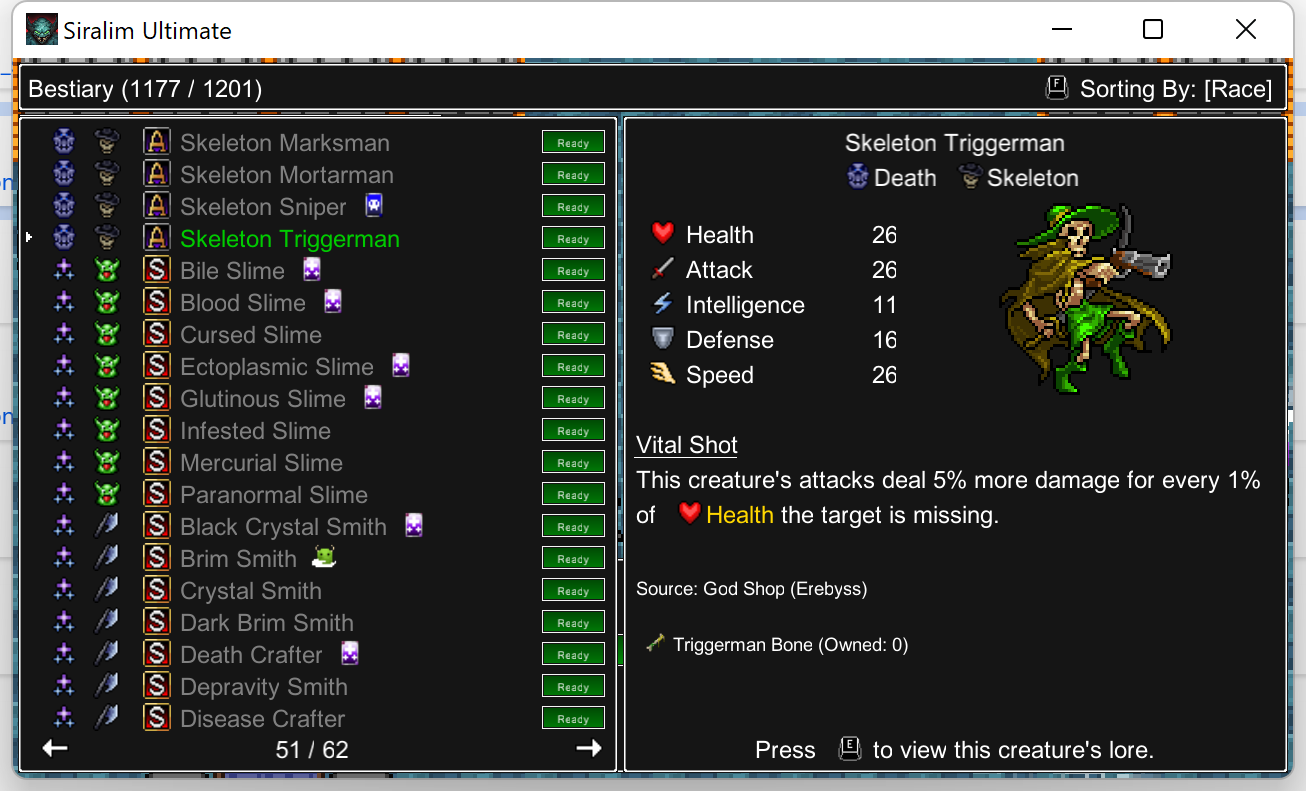 Siralim Ultimate
Bestiary (1177 / 1201)
F Sorting By: [Race]
A Skeleton Marksman Ready
A Skeleton Mortarman Ready
A Skeleton Sniper Ready
A Skeleton Triggerman Ready
S Bile Slime Ready
S Blood Slime Ready
S Cursed Slime Ready
S Ectoplasmic Slime Ready
S Glutinous Slime Ready
S Infested Slime Ready
S Mercurial Slime Ready
S Paranormal Slime Ready
S Black Crystal Smith Ready
S Brim Smith Ready
S Crystal Smith Ready
S Dark Brim Smith Ready
S Death Crafter Ready
S Depravity Smith Ready
S Disease Crafter Ready
51 / 62
Skeleton Triggerman
Death Skeleton
Health 26
Attack 26
Intelligence 11
Defense 16
Speed 26
Vital Shot
This creature's attacks deal 5% more damage for every 1%
of Health the target is missing.
Source: God Shop (Erebyss)
Triggerman Bone (Owned: 0)
Press E to view this creature's lore.